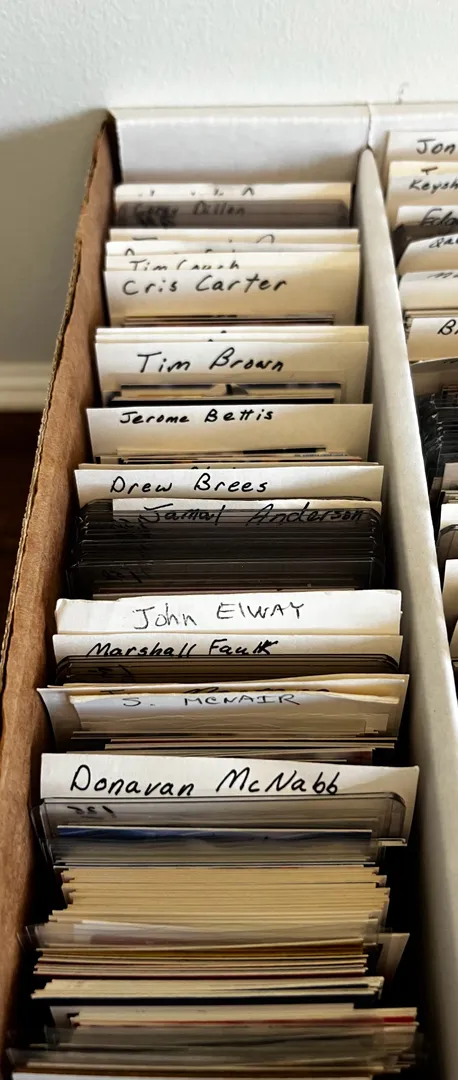 Corey Dillon
Tim Couch
Cris Carter
Tim Brown
Jerome Bettis
Drew Brees
Jamal Anderson
John ELWAY
Marshall Faulk
S. MCNAIR
Donavan McNabb
Jon
Keysh
B